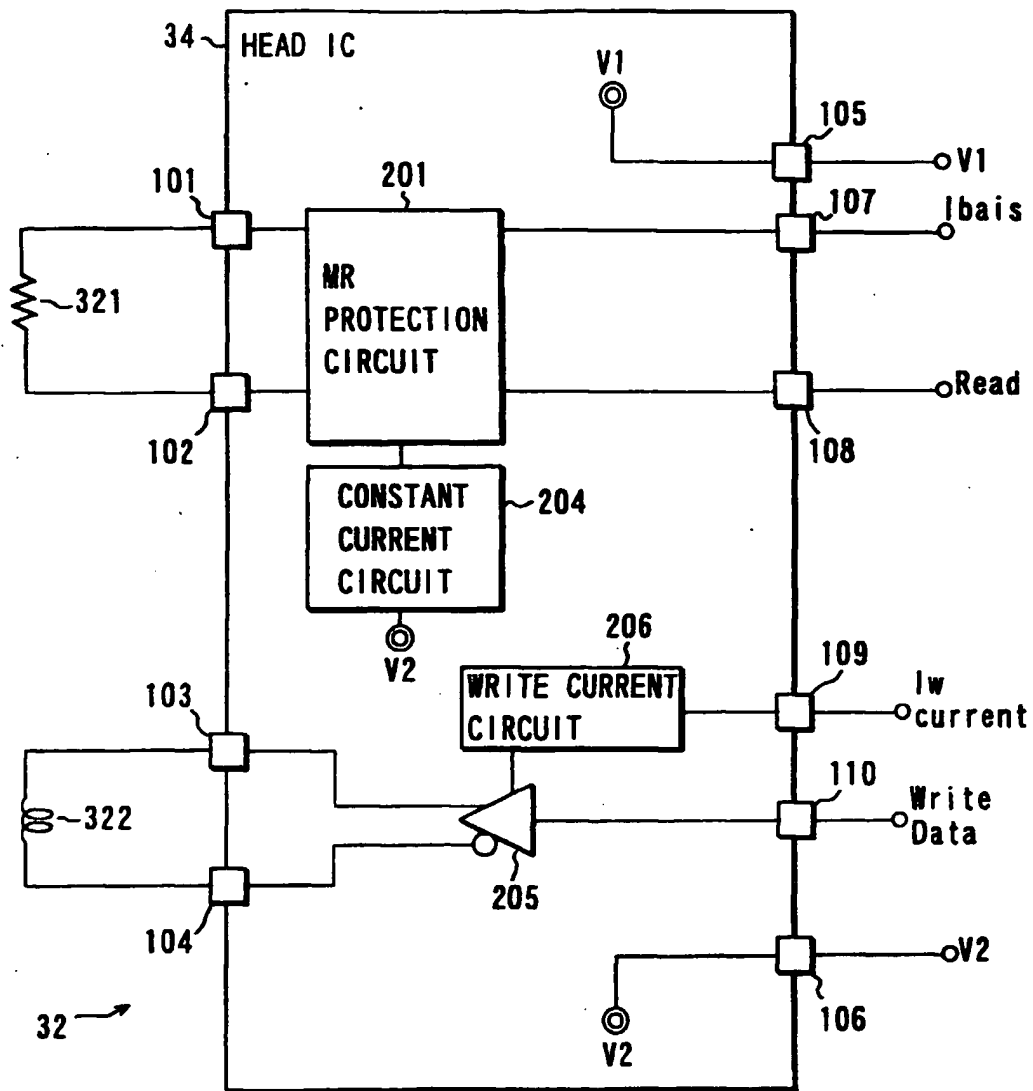 34
HEAD IC
V1
105
V1
101
201
107
Ibais
321
MR
PROTECTION
CIRCUIT
Read
102
108
CONSTANT
CURRENT
CIRCUIT
204
V2
206
103
WRITE CURRENT
CIRCUIT
109
Iw
current
110
322
Write
Data
205
104
V2
106
32
V2